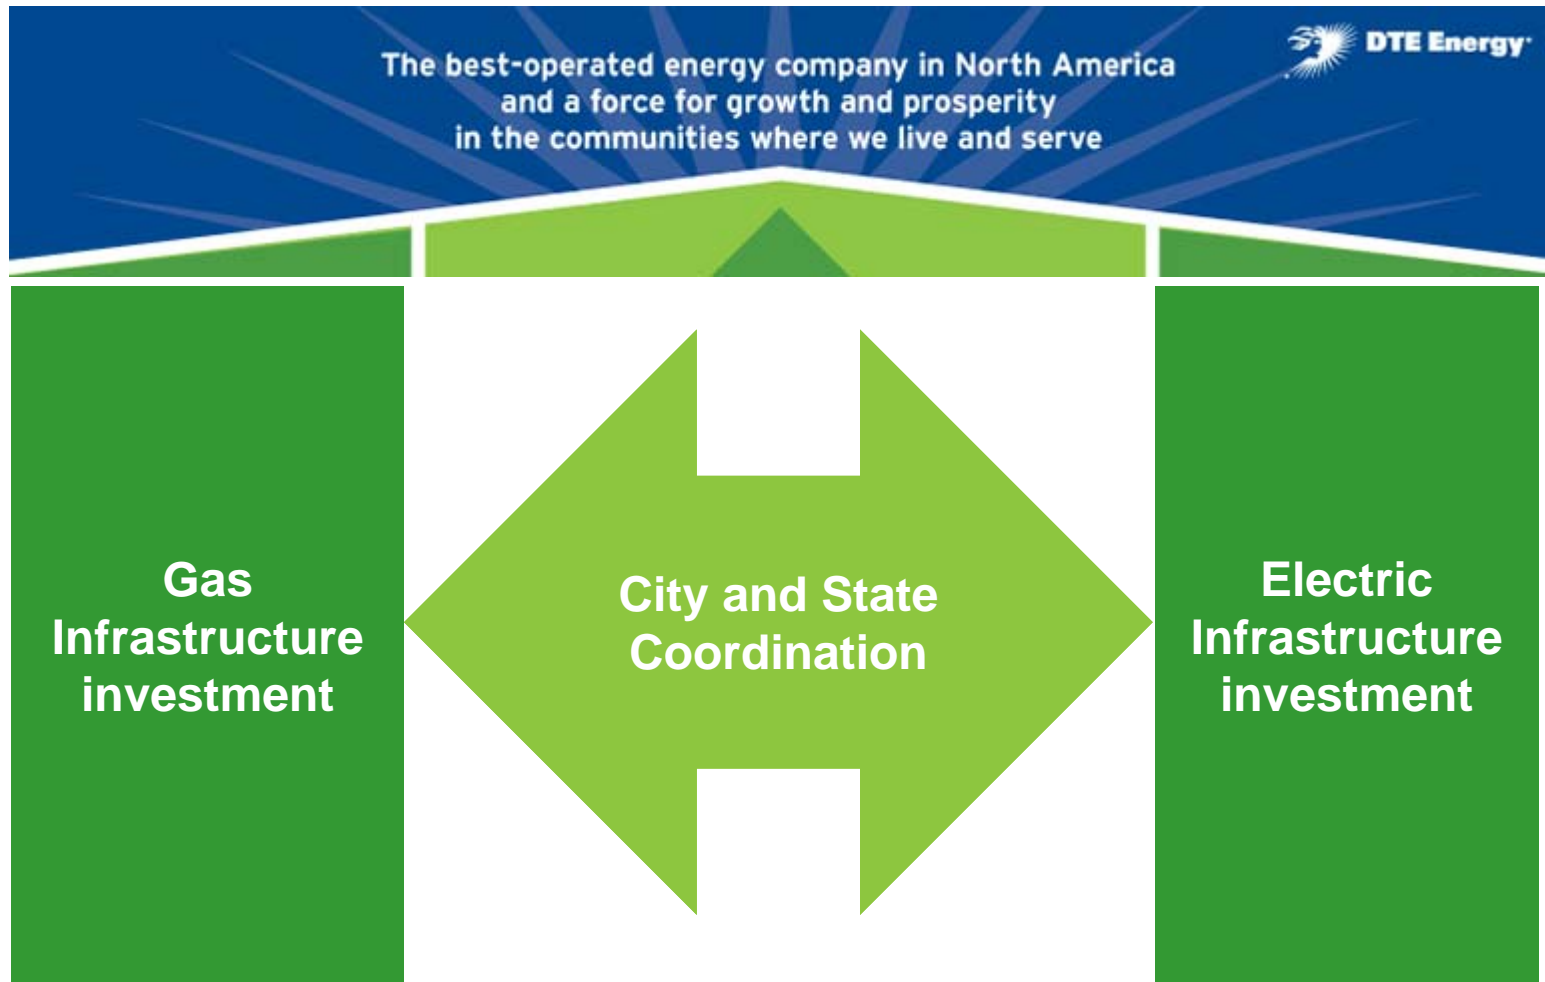 The best-operated energy company in North America
and a force for growth and prosperity
in the communities where we live and serve
DTE Energy
Gas
Infrastructure
investment
City and State
Coordination
Electric
Infrastructure
investment